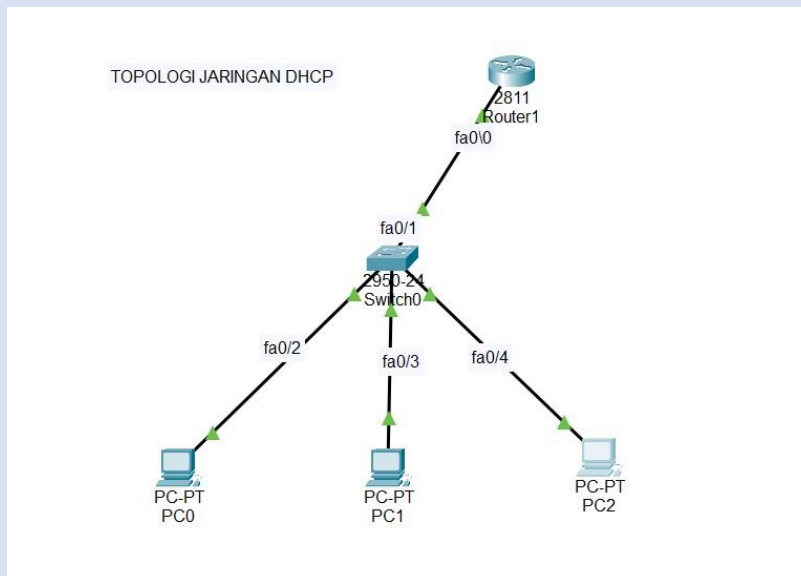 TOPOLOGI JARINGAN DHCP
2811
Router1
fa0\0
fa0/1
2950-24
Switch0
fa0/2
fa0/3
fa0/4
PC-PT
PC0
PC-PT
PC1
PC-PT
PC2